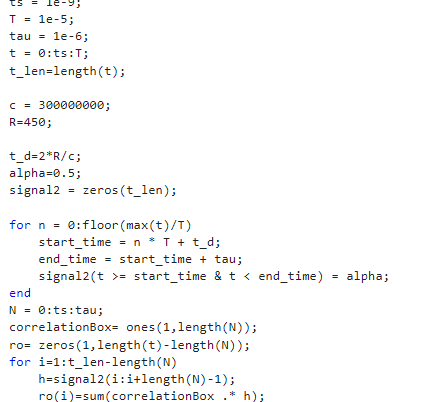 ts = 1e-9;
T = 1e-5;
tau = 1e-6;
t = 0:ts:T;
t_len=length(t);
c = 300000000;
R=450;
t_d=2*R/c;
alpha=0.5;
signal2 = zeros(t_len);
for n = 0:floor(max(t)/T)
    start_time = n * T + t_d;
    end_time = start_time + tau;
    signal2(t >= start_time & t < end_time) = alpha;
end
N = 0:ts:tau;
correlationBox= ones(1,length(N));
ro= zeros(1,length(t)-length(N));
for i=1:t_len-length(N)
    h=signal2(i:i+length(N)-1);
    ro(i)=sum(correlationBox .* h);